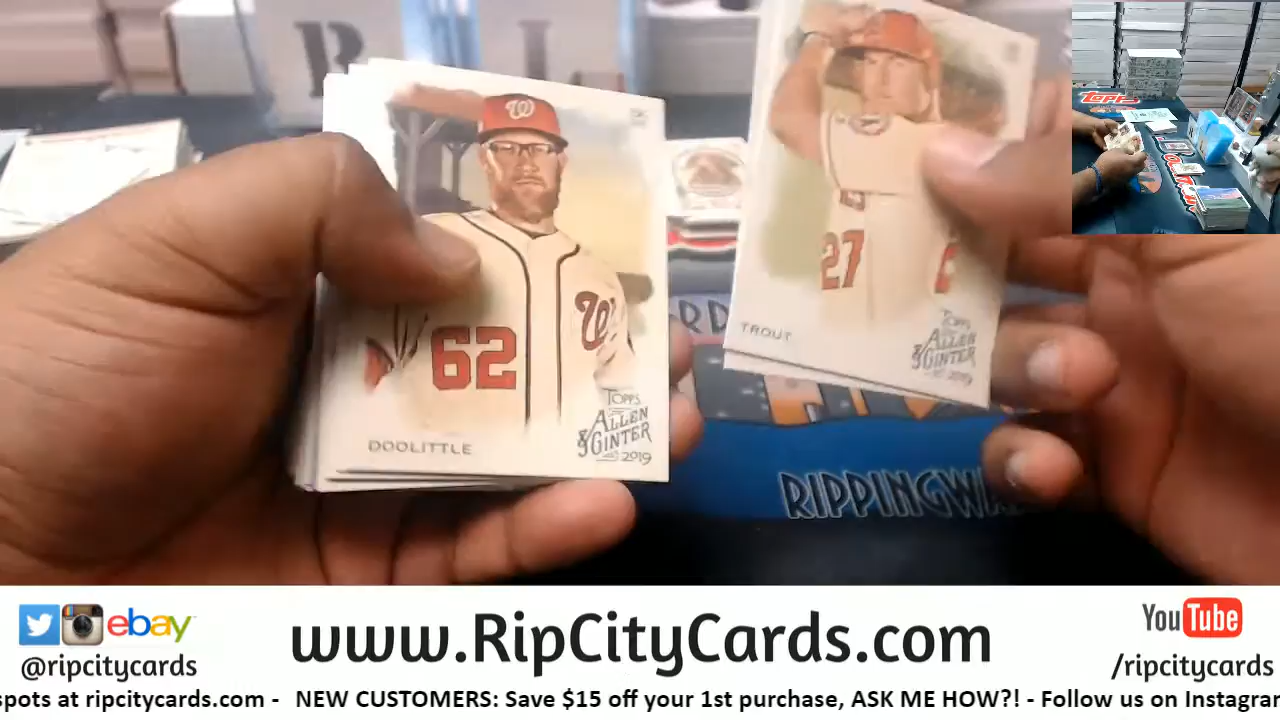 B L
W
27
TROUT
TOPPS
ALLEN
& GINTER
2019
W
62
DOOLITTLE
TOPPS
ALLEN
& GINTER
2019
RIPPINGWA
Topps
ebay
@ripcitycards
www.RipCityCards.com
YouTube
/ripcitycards
spots at ripcitycards.com - NEW CUSTOMERS: Save $15 off your 1st purchase, ASK ME HOW?! - Follow us on Instagram